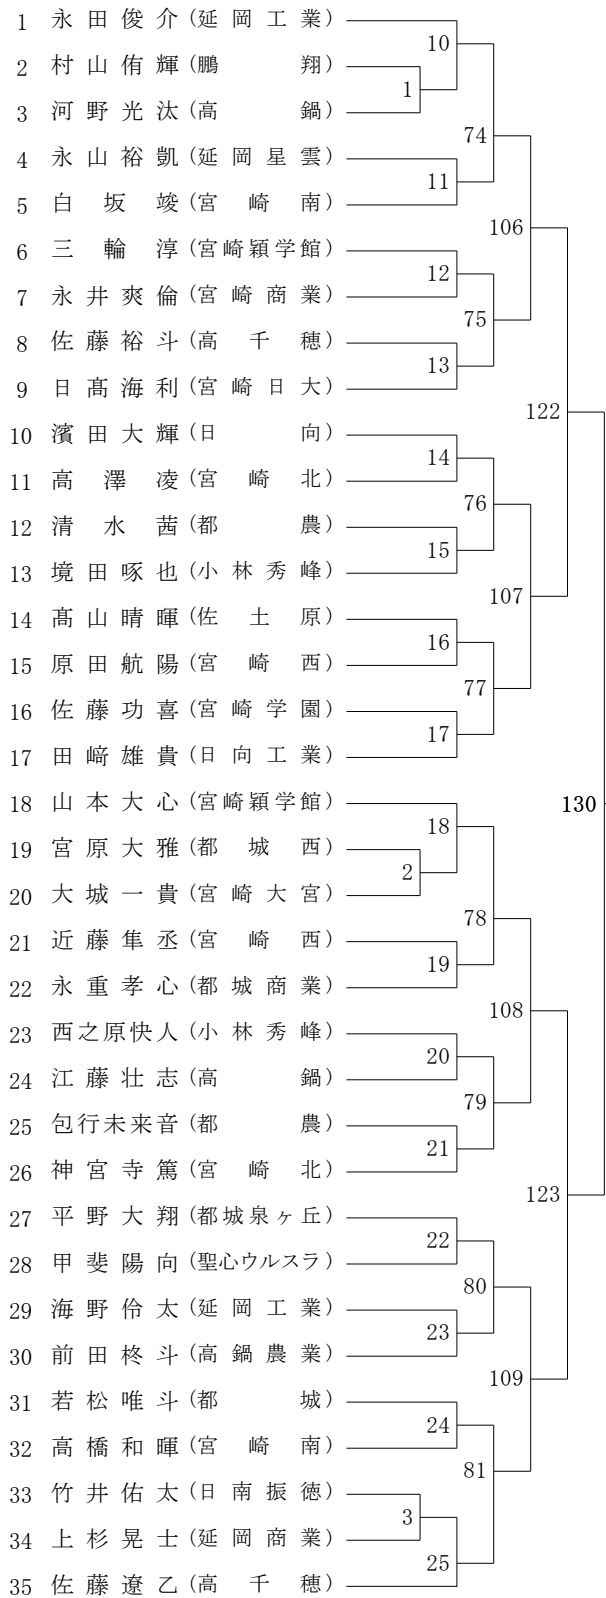 1 永田俊介 (延岡工業)
10
2 村山侑輝 (鵬翔)
1
3 河野光汰 (高鍋)
74
4 永山裕凱 (延岡星雲)
11
5 白坂竣 (宮崎南)
106
6 三輪淳 (宮崎穎学館)
12
7 永井爽倫 (宮崎商業)
75
8 佐藤裕斗 (高千穂)
13
9 日髙海利 (宮崎日大)
122
10 濱田大輝 (日向)
14
11 高澤凌 (宮崎北)
76
12 清水茜 (都農)
15
13 境田啄也 (小林秀峰)
107
14 髙山晴暉 (佐土原)
16
15 原田航陽 (宮崎西)
77
16 佐藤功喜 (宮崎学園)
17
17 田﨑雄貴 (日向工業)
130
18 山本大心 (宮崎穎学館)
18
19 宮原大雅 (都城西)
2
20 大城一貴 (宮崎大宮)
78
21 近藤隼丞 (宮崎西)
19
22 永重孝心 (都城商業)
108
23 西之原快人 (小林秀峰)
20
24 江藤壮志 (高鍋)
79
25 包行未来音 (都農)
21
26 神宮寺篤 (宮崎北)
123
27 平野大翔 (都城泉ヶ丘)
22
28 甲斐陽向 (聖心ウルスラ)
80
29 海野伶太 (延岡工業)
23
30 前田柊斗 (高鍋農業)
109
31 若松唯斗 (都城)
24
32 高橋和暉 (宮崎南)
81
33 竹井佑太 (日南振徳)
3
34 上杉晃士 (延岡商業)
25
35 佐藤遼乙 (高千穂)